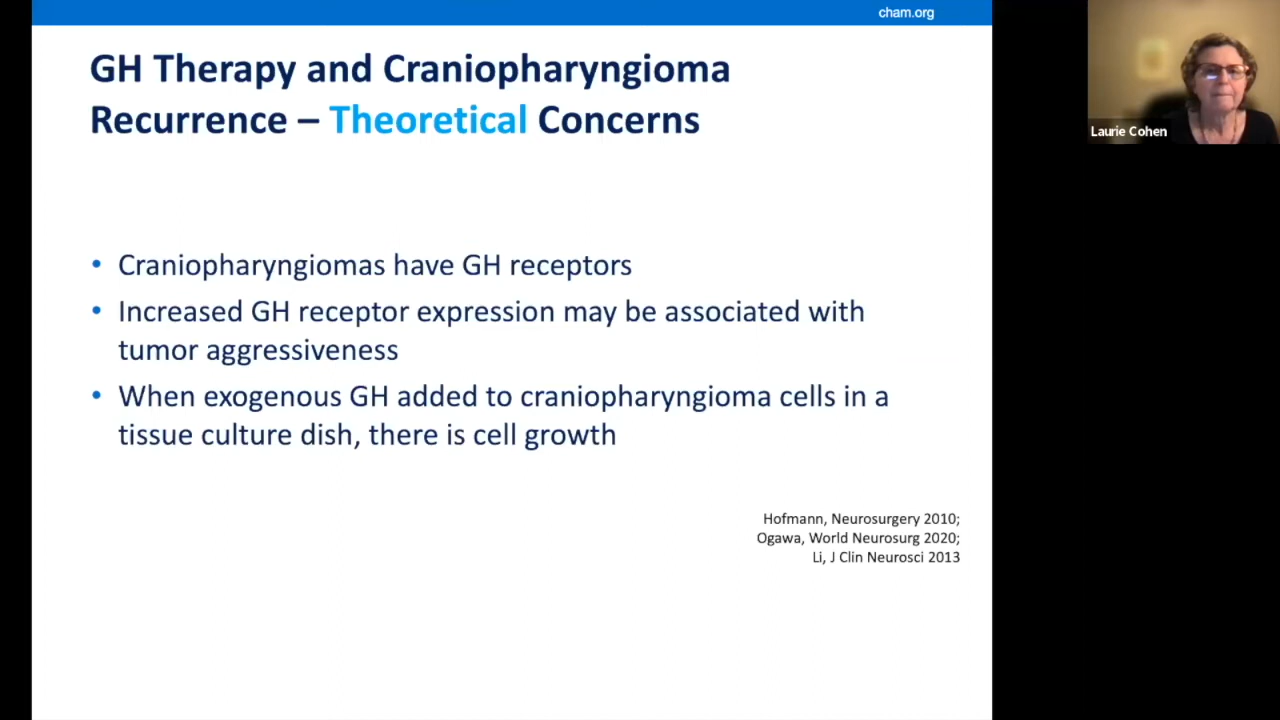 cham.org
GH Therapy and Craniopharyngioma
Recurrence – Theoretical Concerns
Laurie Cohen
• Craniopharyngiomas have GH receptors
• Increased GH receptor expression may be associated with
tumor aggressiveness
• When exogenous GH added to craniopharyngioma cells in a
tissue culture dish, there is cell growth
Hofmann, Neurosurgery 2010;
Ogawa, World Neurosurg 2020;
Li, J Clin Neurosci 2013